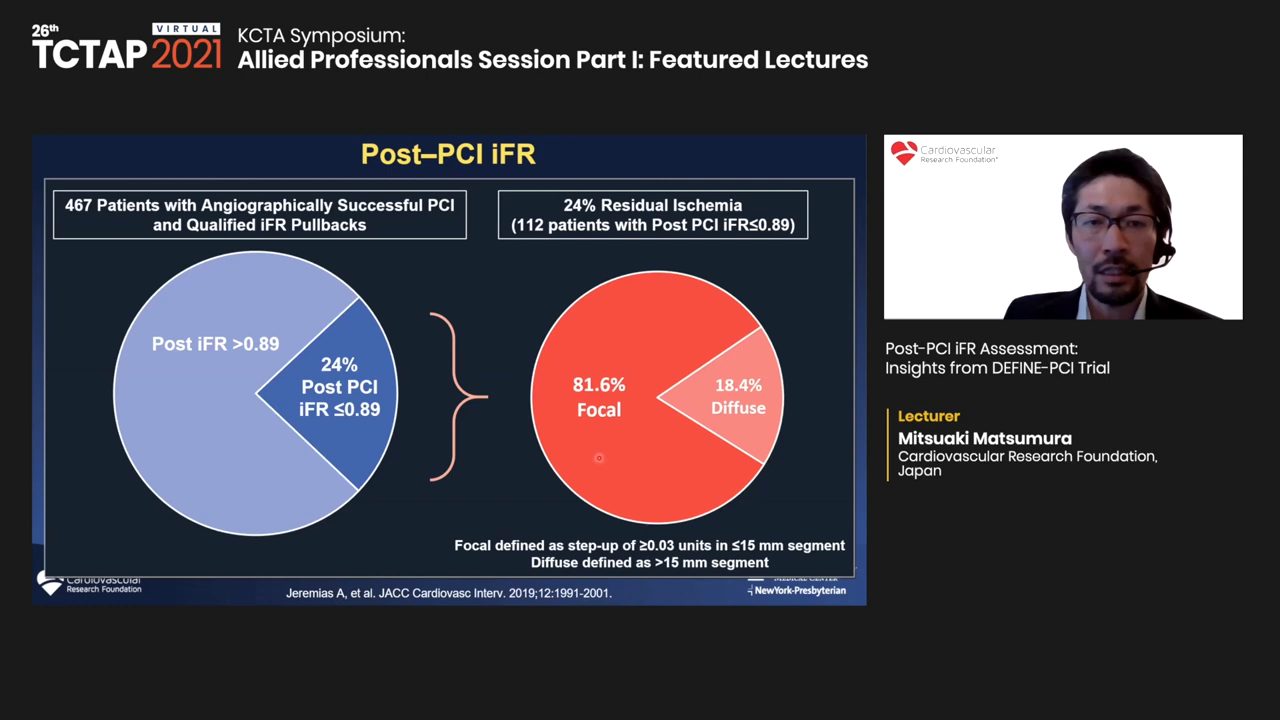 26th
VIRTUAL
TCTAP 2021
KCTA Symposium:
Allied Professionals Session Part I: Featured Lectures
Post–PCI iFR
467 Patients with Angiographically Successful PCI
and Qualified iFR Pullbacks
24% Residual Ischemia
(112 patients with Post PCI iFR≤0.89)
Post iFR >0.89
24%
Post PCI
iFR ≤0.89
81.6%
Focal
18.4%
Diffuse
Focal defined as step-up of ≥0.03 units in ≤15 mm segment
Diffuse defined as >15 mm segment
Cardiovascular
Research Foundation
Jeremias A, et al. JACC Cardiovasc Interv. 2019;12:1991-2001.
MEDICAL CENTER
NewYork-Presbyterian
Cardiovascular
Research Foundation
Post-PCI iFR Assessment:
Insights from DEFINE-PCI Trial
Lecturer
Mitsuaki Matsumura
Cardiovascular Research Foundation,
Japan